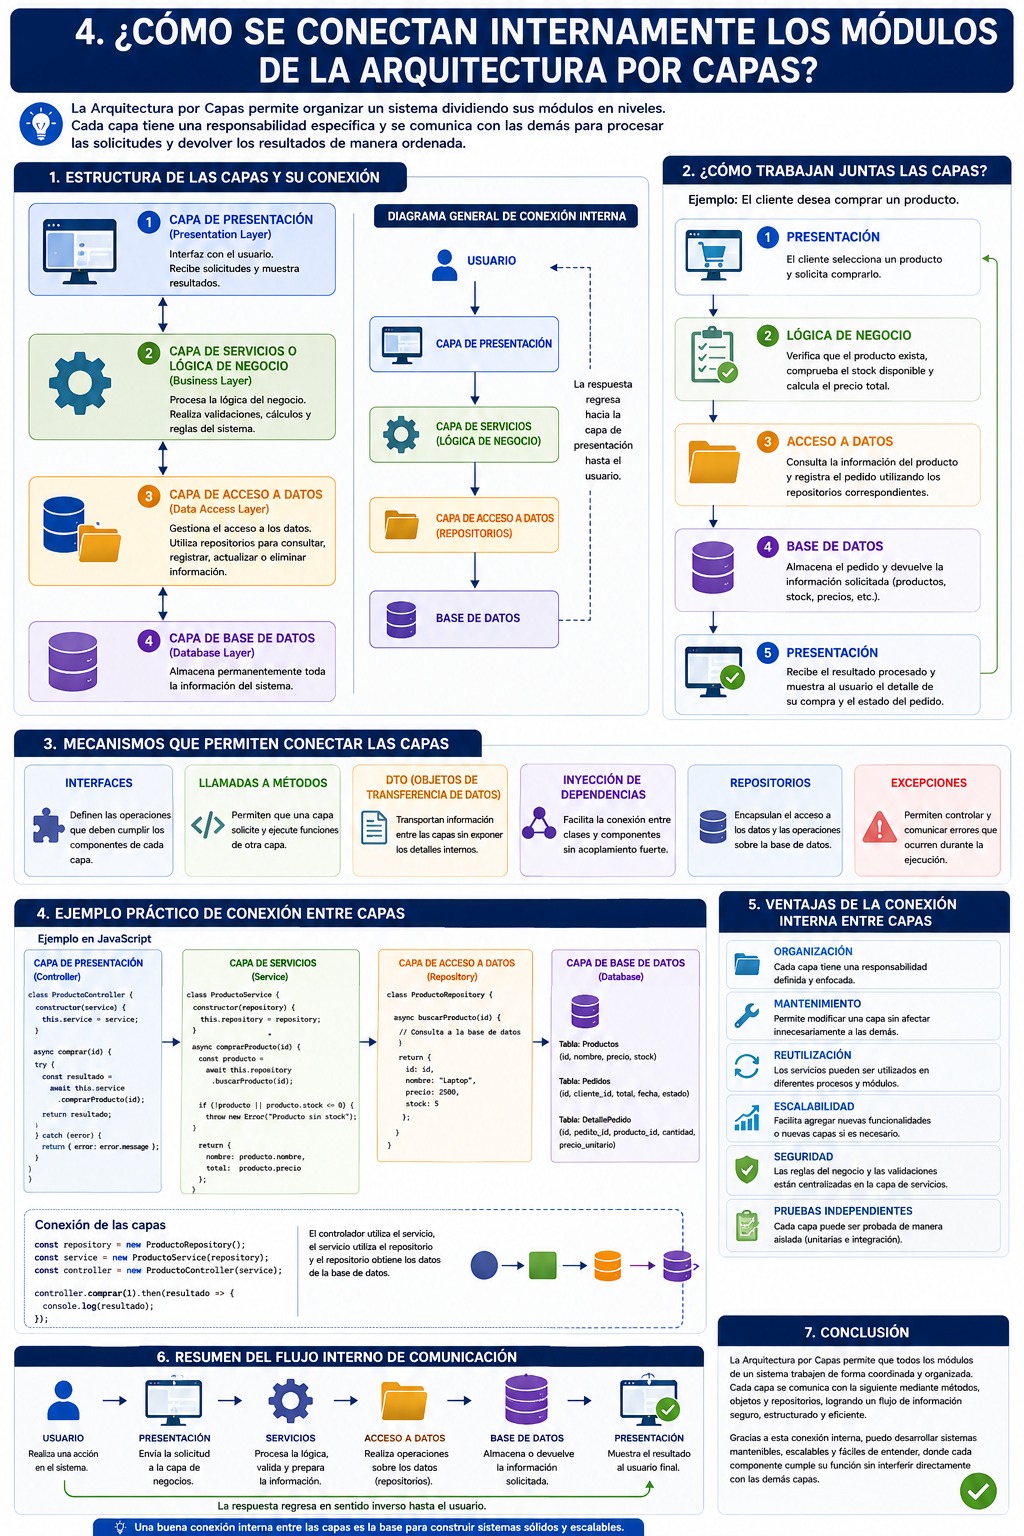 4. ¿CÓMO SE CONECTAN INTERNAMENTE LOS MÓDULOS
DE LA ARQUITECTURA POR CAPAS?
La Arquitectura por Capas permite organizar un sistema dividiendo sus módulos en niveles.
Cada capa tiene una responsabilidad específica y se comunica con las demás para procesar
las solicitudes y devolver los resultados de manera ordenada.
1. ESTRUCTURA DE LAS CAPAS Y SU CONEXIÓN
1
CAPA DE PRESENTACIÓN
(Presentation Layer)
Interfaz con el usuario.
Recibe solicitudes y muestra
resultados.
2
CAPA DE SERVICIOS O
LÓGICA DE NEGOCIO
(Business Layer)
Procesa la lógica del negocio.
Realiza validaciones, cálculos y
reglas del sistema.
3
CAPA DE ACCESO A DATOS
(Data Access Layer)
Gestiona el acceso a los datos.
Utiliza repositorios para consultar,
registrar, actualizar o eliminar
información.
4
CAPA DE BASE DE DATOS
(Database Layer)
Almacena permanentemente toda
la información del sistema.
DIAGRAMA GENERAL DE CONEXIÓN INTERNA
USUARIO
CAPA DE PRESENTACIÓN
CAPA DE SERVICIOS
(LÓGICA DE NEGOCIO)
CAPA DE ACCESO A DATOS
(REPOSITORIOS)
BASE DE DATOS
La respuesta
regresa
hacia la
capa de
presentación
hasta el
usuario.
2. ¿CÓMO TRABAJAN JUNTAS LAS CAPAS?
Ejemplo: El cliente desea comprar un producto.
1
PRESENTACIÓN
El cliente selecciona un producto
y solicita comprarlo.
2
LÓGICA DE NEGOCIO
Verifica que el producto exista,
comprueba el stock disponible y
calcula el precio total.
3
ACCESO A DATOS
Consulta la información del producto
y registra el pedido utilizando los
repositorios correspondientes.
4
BASE DE DATOS
Almacena el pedido y devuelve la
información solicitada (productos,
stock, precios, etc.).
5
PRESENTACIÓN
Recibe el resultado procesado y
muestra al usuario el detalle de
su compra y el estado del pedido.
3. MECANISMOS QUE PERMITEN CONECTAR LAS CAPAS
INTERFACES
Definen las operaciones
que deben cumplir los
componentes de cada
capa.
LLAMADAS A MÉTODOS
</>
Permiten que una capa
solicite y ejecute funciones
de otra capa.
DTO (OBJETOS DE
TRANSFERENCIA DE DATOS)
Transportan información
entre las capas sin exponer
los detalles internos.
INYECCIÓN DE
DEPENDENCIAS
Facilita la conexión entre
clases y componentes
sin acoplamiento fuerte.
REPOSITORIOS
Encapsulan el acceso a
los datos y las operaciones
sobre la base de datos.
EXCEPCIONES
Permiten controlar y
comunicar errores que
ocurren durante la
ejecución.
4. EJEMPLO PRÁCTICO DE CONEXIÓN ENTRE CAPAS
Ejemplo en JavaScript
CAPA DE PRESENTACIÓN
(Controller)
class ProductoController {
constructor(service) {
this.service = service;
}
async comprar(id) {
try {
const resultado =
await this.service
.comprarProducto(id);
return resultado;
}
} catch (error) {
return { error: error.message };
}
}
}
CAPA DE SERVICIOS
(Service)
class ProductoService {
constructor(repository) {
this.repository = repository;
}
async comprarProducto(id) {
const producto =
await this.repository
.buscarProducto(id);
if (!producto || producto.stock <= 0) {
throw new Error("Producto sin stock");
}
return {
nombre: producto.nombre,
total: producto.precio
};
}
CAPA DE ACCESO A DATOS
(Repository)
class ProductoRepository {
async buscarProducto(id) {
// Consulta a la base de datos
}
return {
id: id,
nombre: "Laptop",
precio: 2500,
stock: 5
};
}
}
CAPA DE BASE DE DATOS
(Database)
Tabla: Productos
(id, nombre, precio, stock)
Tabla: Pedidos
(id, cliente_id, total, fecha, estado)
Tabla: DetallePedido
(id, pedito_id, producto_id, cantidad,
precio_unitario)
Conexión de las capas
const repository = new ProductoRepository();
const service = new ProductoService(repository);
const controller = new ProductoController(service);
controller.comprar(1).then(resultado => {
console.log(resultado);
});
El controlador utiliza el servicio,
el servicio utiliza el repositorio
y el repositorio obtiene los datos
de la base de datos.
5. VENTAJAS DE LA CONEXIÓN
INTERNA ENTRE CAPAS
ORGANIZACIÓN
Cada capa tiene una responsabilidad
definida y enfocada.
MANTENIMIENTO
Permite modificar una capa sin afectar
innecesariamente a las demás.
REUTILIZACIÓN
Los servicios pueden ser utilizados en
diferentes procesos y módulos.
ESCALABILIDAD
Facilita agregar nuevas funcionalidades
o nuevas capas si es necesario.
SEGURIDAD
Las reglas del negocio y las validaciones
están centralizadas en la capa de servicios.
PRUEBAS INDEPENDIENTES
Cada capa puede ser probada de manera
aislada (unitarias e integración).
6. RESUMEN DEL FLUJO INTERNO DE COMUNICACIÓN
USUARIO
Realiza una acción
en el sistema.
PRESENTACIÓN
Envía la solicitud
a la capa de
negocios.
SERVICIOS
Procesa la lógica,
valida y prepara
la información.
ACCESO A DATOS
Realiza operaciones
sobre los datos
(repositorios).
BASE DE DATOS
Almacena o devuelve
la información
solicitada.
PRESENTACIÓN
Muestra el resultado
al usuario final.
La respuesta regresa en sentido inverso hasta el usuario.
7. CONCLUSIÓN
La Arquitectura por Capas permite que todos los módulos
de un sistema trabajen de forma coordinada y organizada.
Cada capa se comunica con la siguiente mediante métodos,
objetos y repositorios, logrando un flujo de información
seguro, estructurado y eficiente.
Gracias a esta conexión interna, puedo desarrollar sistemas
mantenibles, escalables y fáciles de entender, donde cada
componente cumple su función sin interferir directamente
con las demás capas.
Una buena conexión interna entre las capas es la base para construir sistemas sólidos y escalables.